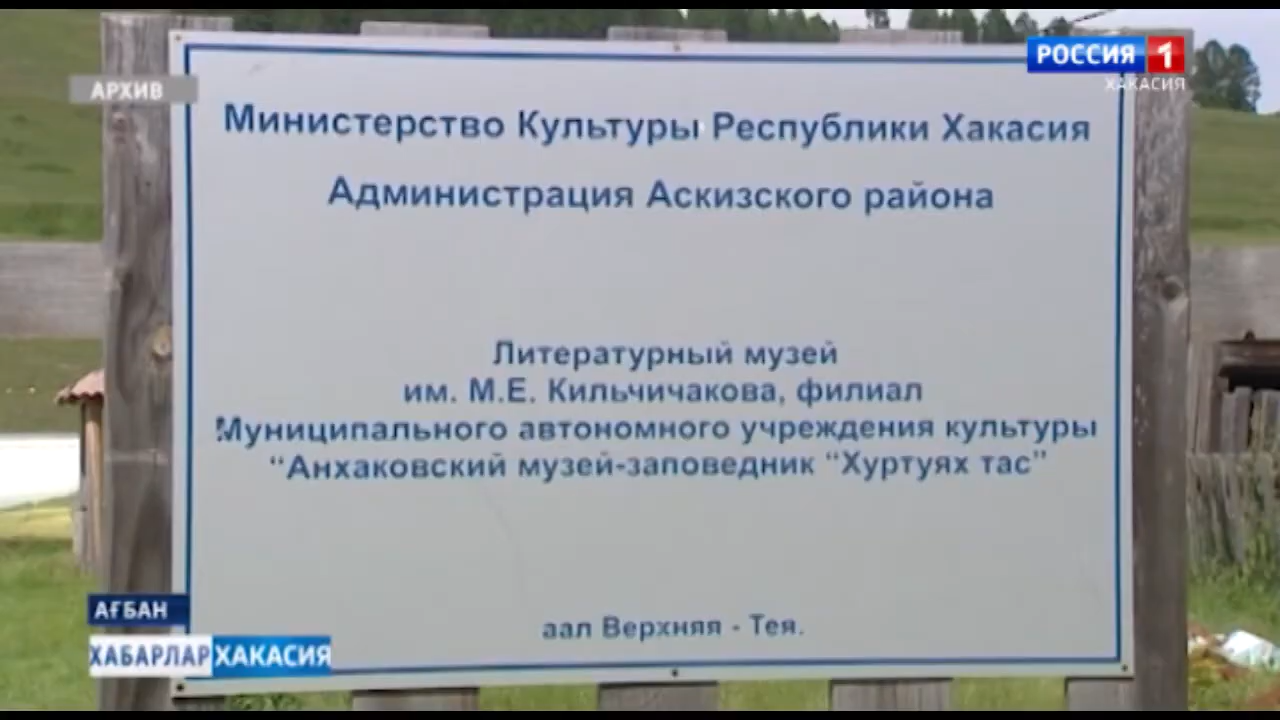 АРХИВ
РОССИЯ 1
ХАКАСИЯ
Министерство Культуры Республики Хакасия
Администрация Аскизского района
Литературный музей
им. М.Е. Кильчичакова, филиал
Муниципального автономного учреждения культуры
“Анхаковский музей-заповедник “Хуртуях тас”
аал Верхняя - Тея.
АҒБАН
ХАБАРЛАР ХАКАСИЯ